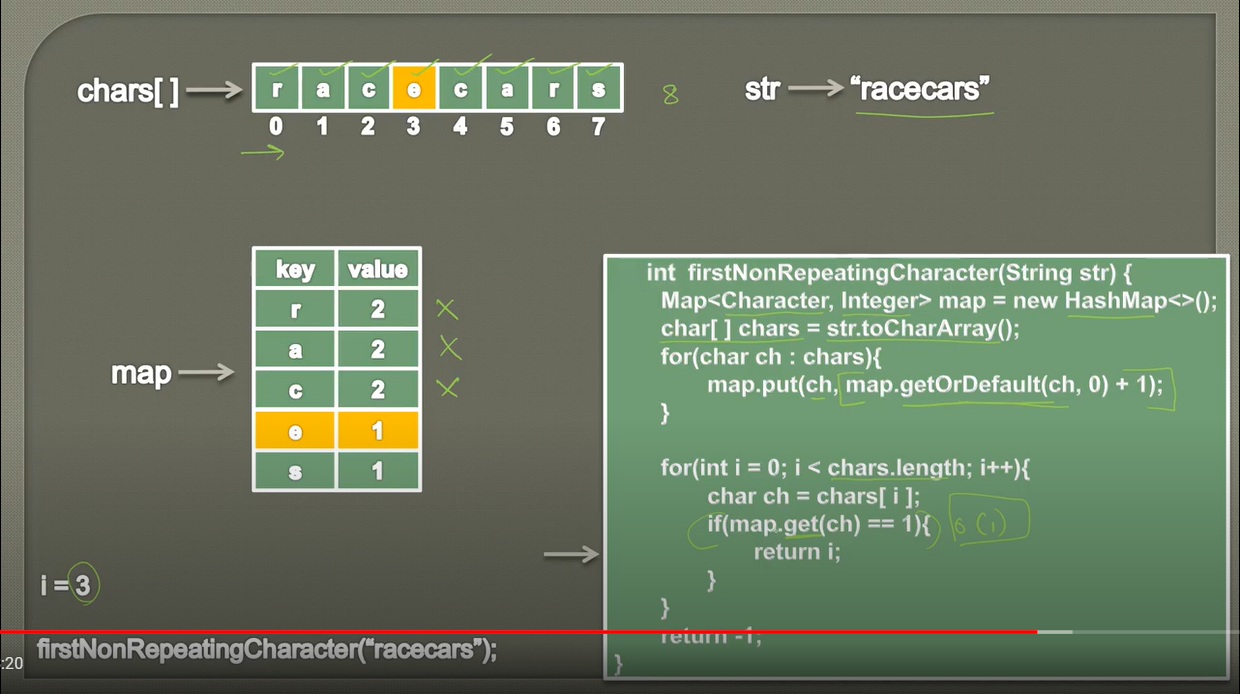 chars[ ] r a c e c a r s 8 str "racecars"
0 1 2 3 4 5 6 7
key value
r 2
a 2
map c 2
e 1
s 1
int firstNonRepeatingCharacter(String str) {
Map<Character, Integer> map = new HashMap<>();
char[ ] chars = str.toCharArray();
for(char ch : chars){
map.put(ch, map.getOrDefault(ch, 0) + 1);
}
for(int i = 0; i < chars.length; i++){
char ch = chars[ i ];
if(map.get(ch) == 1){
return i;
}
}
return -1;
}
i = 3
:20 firstNonRepeatingCharacter("racecars");